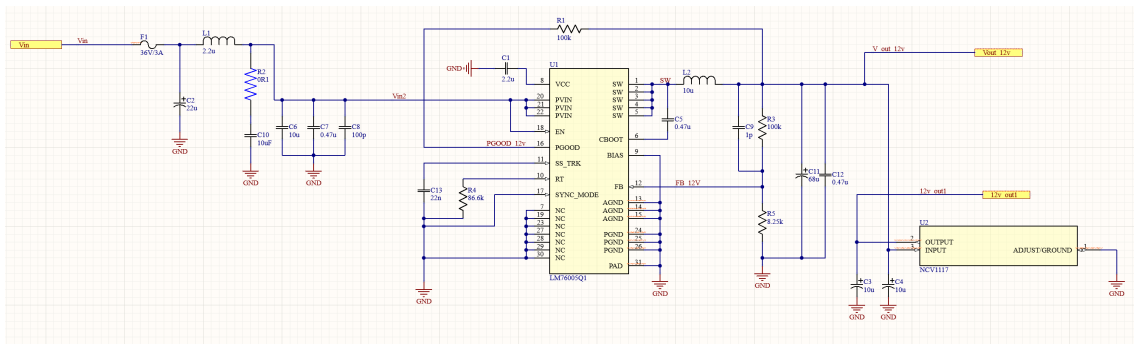 Vin
Vin
F1
36V/3A
L1
2.2u
C2
22u
GND
R2
0R1
C10
10uF
GND
C6
10u
C7
0.47u
C8
100p
GND
Vin2
R1
100k
GND
C1
2.2u
PGOOD_12v
C13
22n
R4
86.6k
GND
U1
8 VCC
20 PVIN
21 PVIN
22 PVIN
18 EN
16 PGOOD
11 SS_TRK
10 RT
17 SYNC_MODE
7 NC
19 NC
23 NC
27 NC
28 NC
29 NC
30 NC
SW 1
SW 2
SW 3
SW 4
SW 5
CBOOT 6
BIAS 9
FB 12
AGND 13
AGND 14
AGND 15
PGND 24
PGND 25
PGND 26
PAD 31
LM76005Q1
SW
L2
10u
C5
0.47u
FB_12V
GND
C9
1p
R3
100k
R5
8.25k
GND
C11
68u
C12
0.47u
V_out_12v
Vout_12v
12v_out1
12v_out1
U2
2 OUTPUT
3 INPUT
ADJUST/GROUND 1
NCV1117
C3
10u
GND
C4
10u
GND
GND